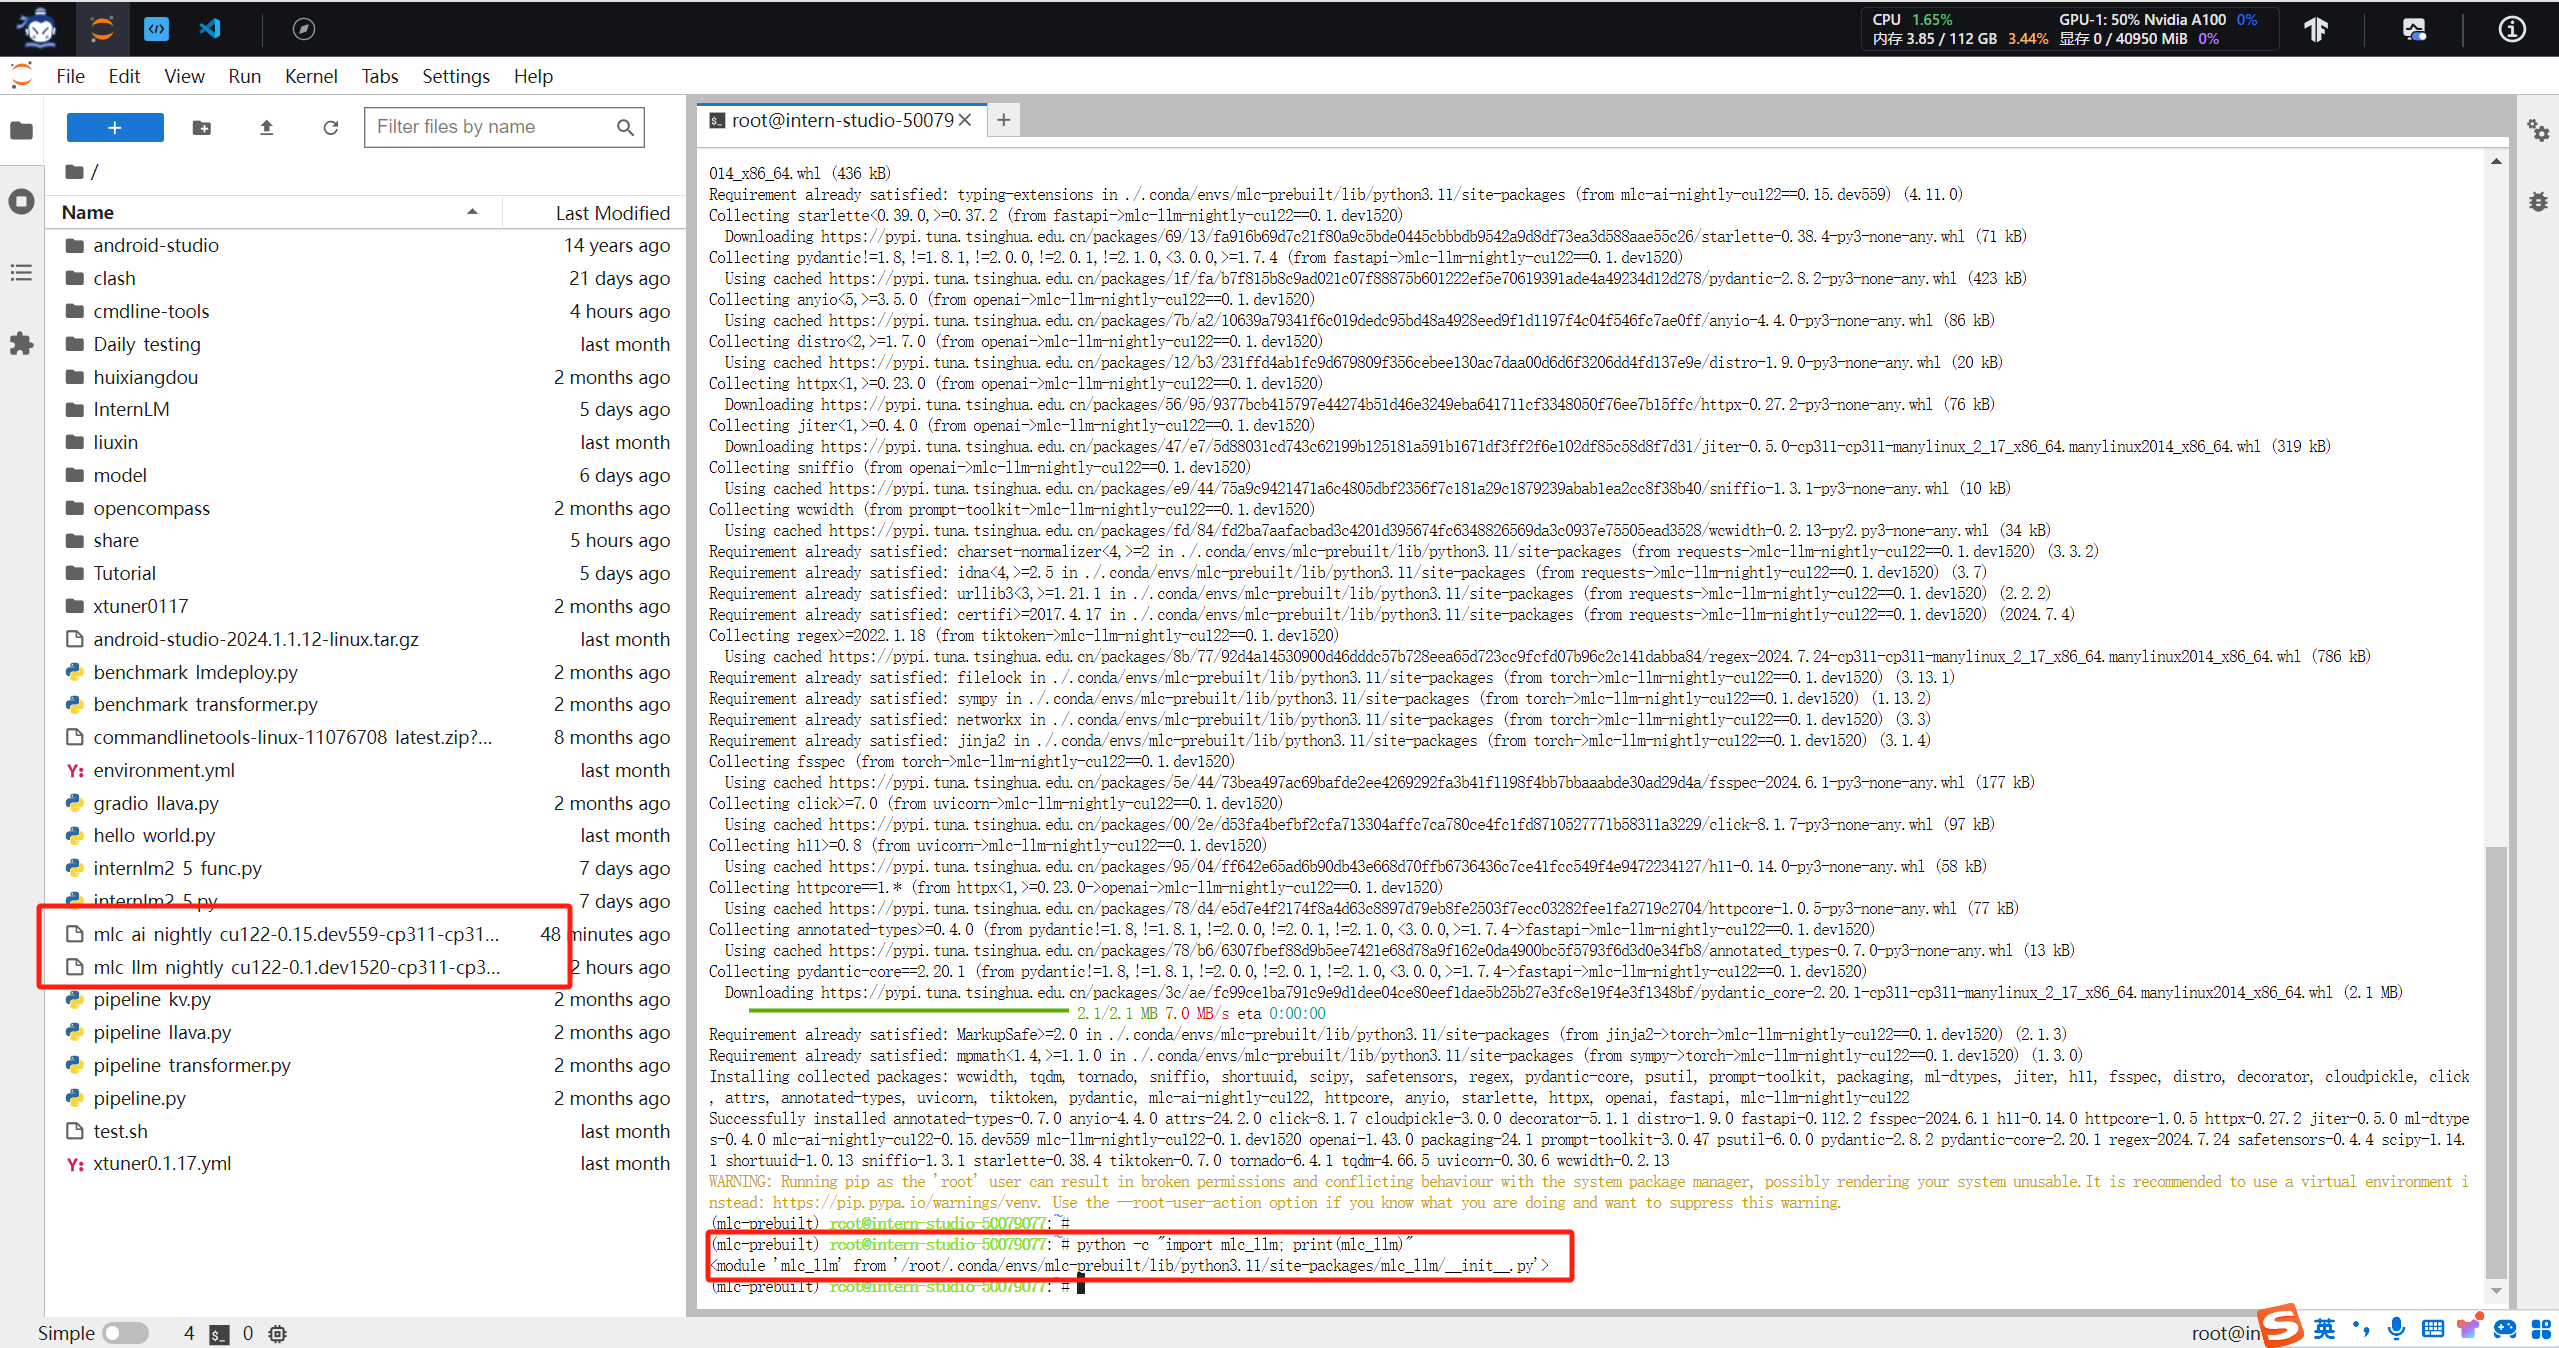 CPU 1.65%
GPU-1: 50% Nvidia A100 0%
内存 3.85 / 112 GB 3.44%
显存 0 / 40950 MiB 0%
File Edit View Run Kernel Tabs Settings Help
Filter files by name
/
Name Last Modified
android-studio 14 years ago
clash 21 days ago
cmdline-tools 4 hours ago
Daily testing last month
huixiangdou 2 months ago
InternLM 5 days ago
liuxin last month
model 6 days ago
opencompass 2 months ago
share 5 hours ago
Tutorial 5 days ago
xtuner0117 2 months ago
android-studio-2024.1.1.12-linux.tar.gz last month
benchmark lmdeploy.py 2 months ago
benchmark transformer.py 2 months ago
commandlinetools-linux-11076708 latest.zip?... 8 months ago
environment.yml last month
gradio llava.py 2 months ago
hello world.py last month
internlm2 5 func.py 7 days ago
internlm2 5.py 7 days ago
mlc ai nightly cu122-0.15.dev559-cp311-cp31... 48 minutes ago
mlc llm nightly cu122-0.1.dev1520-cp311-cp3... 2 hours ago
pipeline kv.py 2 months ago
pipeline llava.py 2 months ago
pipeline transformer.py 2 months ago
pipeline.py 2 months ago
test.sh last month
xtuner0.1.17.yml last month
root@intern-studio-50079
014_x86_64.whl (436 kB)
Requirement already satisfied: typing-extensions in ./.conda/envs/mlc-prebuilt/lib/python3.11/site-packages (from mlc-ai-nightly-cu122==0.15.dev559) (4.11.0)
Collecting starlette<0.39.0,>=0.37.2 (from fastapi->mlc-llm-nightly-cu122==0.1.dev1520)
Downloading https://pypi.tuna.tsinghua.edu.cn/packages/69/13/fa916b69d7c21f80a9c5bde0445cbbbdb9542a9d8df73ea3d588aae55c26/starlette-0.38.4-py3-none-any.whl (71 kB)
Collecting pydantic!=1.8,!=1.8.1,!=2.0.0,!=2.0.1,!=2.1.0,<3.0.0,>=1.7.4 (from fastapi->mlc-llm-nightly-cu122==0.1.dev1520)
Using cached https://pypi.tuna.tsinghua.edu.cn/packages/1f/fa/b7f815b8c9ad021c07f88875b601222ef5e70619391ade4a49234d12d278/pydantic-2.8.2-py3-none-any.whl (423 kB)
Collecting anyio<5,>=3.5.0 (from openai->mlc-llm-nightly-cu122==0.1.dev1520)
Using cached https://pypi.tuna.tsinghua.edu.cn/packages/7b/a2/10639a79341f6c019dedc95bd48a4928eed9f1d1197f4c04f546fc7ae0ff/anyio-4.4.0-py3-none-any.whl (86 kB)
Collecting distro<2,>=1.7.0 (from openai->mlc-llm-nightly-cu122==0.1.dev1520)
Using cached https://pypi.tuna.tsinghua.edu.cn/packages/12/b3/231ffd4ab1fc9d679809f356cebee130ac7daa00d6d6f3206dd4fd137e9e/distro-1.9.0-py3-none-any.whl (20 kB)
Collecting httpx<1,>=0.23.0 (from openai->mlc-llm-nightly-cu122==0.1.dev1520)
Downloading https://pypi.tuna.tsinghua.edu.cn/packages/56/95/9377bcb415797e44274b51d46e3249eba641711cf3348050f76ee7b15ffc/httpx-0.27.2-py3-none-any.whl (76 kB)
Collecting jiter<1,>=0.4.0 (from openai->mlc-llm-nightly-cu122==0.1.dev1520)
Downloading https://pypi.tuna.tsinghua.edu.cn/packages/47/e7/5d88031cd743c62199b125181a591b1671df3ff2f6e102df85c58d8f7d31/jiter-0.5.0-cp311-cp311-manylinux_2_17_x86_64.manylinux2014_x86_64.whl (319 kB)
Collecting sniffio (from openai->mlc-llm-nightly-cu122==0.1.dev1520)
Using cached https://pypi.tuna.tsinghua.edu.cn/packages/e9/44/75a9c9421471a6c4805dbf2356f7c181a29c1879239abab1ea2cc8f38b40/sniffio-1.3.1-py3-none-any.whl (10 kB)
Collecting wcwidth (from prompt-toolkit->mlc-llm-nightly-cu122==0.1.dev1520)
Using cached https://pypi.tuna.tsinghua.edu.cn/packages/fd/84/fd2ba7aafacbad3c4201d395674fc6348826569da3c0937e75505ead3528/wcwidth-0.2.13-py2.py3-none-any.whl (34 kB)
Requirement already satisfied: charset-normalizer<4,>=2 in ./.conda/envs/mlc-prebuilt/lib/python3.11/site-packages (from requests->mlc-llm-nightly-cu122==0.1.dev1520) (3.3.2)
Requirement already satisfied: idna<4,>=2.5 in ./.conda/envs/mlc-prebuilt/lib/python3.11/site-packages (from requests->mlc-llm-nightly-cu122==0.1.dev1520) (3.7)
Requirement already satisfied: urllib3<3,>=1.21.1 in ./.conda/envs/mlc-prebuilt/lib/python3.11/site-packages (from requests->mlc-llm-nightly-cu122==0.1.dev1520) (2.2.2)
Requirement already satisfied: certifi>=2017.4.17 in ./.conda/envs/mlc-prebuilt/lib/python3.11/site-packages (from requests->mlc-llm-nightly-cu122==0.1.dev1520) (2024.7.4)
Collecting regex>=2022.1.18 (from tiktoken->mlc-llm-nightly-cu122==0.1.dev1520)
Using cached https://pypi.tuna.tsinghua.edu.cn/packages/8b/77/92d4a14530900d46dddc57b728eea65d723cc9fcfd07b96c2c141dabba84/regex-2024.7.24-cp311-cp311-manylinux_2_17_x86_64.manylinux2014_x86_64.whl (786 kB)
Requirement already satisfied: filelock in ./.conda/envs/mlc-prebuilt/lib/python3.11/site-packages (from torch->mlc-llm-nightly-cu122==0.1.dev1520) (3.13.1)
Requirement already satisfied: sympy in ./.conda/envs/mlc-prebuilt/lib/python3.11/site-packages (from torch->mlc-llm-nightly-cu122==0.1.dev1520) (1.13.2)
Requirement already satisfied: networkx in ./.conda/envs/mlc-prebuilt/lib/python3.11/site-packages (from torch->mlc-llm-nightly-cu122==0.1.dev1520) (3.3)
Requirement already satisfied: jinja2 in ./.conda/envs/mlc-prebuilt/lib/python3.11/site-packages (from torch->mlc-llm-nightly-cu122==0.1.dev1520) (3.1.4)
Collecting fsspec (from torch->mlc-llm-nightly-cu122==0.1.dev1520)
Using cached https://pypi.tuna.tsinghua.edu.cn/packages/5e/44/73bea497ac69bafde2ee4269292fa3b41f1198f4bb7bbaaabde30ad29d4a/fsspec-2024.6.1-py3-none-any.whl (177 kB)
Collecting click>=7.0 (from uvicorn->mlc-llm-nightly-cu122==0.1.dev1520)
Using cached https://pypi.tuna.tsinghua.edu.cn/packages/00/2e/d53fa4befbf2cfa713304affc7ca780ce4fc1fd8710527771b58311a3229/click-8.1.7-py3-none-any.whl (97 kB)
Collecting h11>=0.8 (from uvicorn->mlc-llm-nightly-cu122==0.1.dev1520)
Using cached https://pypi.tuna.tsinghua.edu.cn/packages/95/04/ff642e65ad6b90db43e668d70ffb6736436c7ce41fcc549f4e9472234127/h11-0.14.0-py3-none-any.whl (58 kB)
Collecting httpcore==1.* (from httpx<1,>=0.23.0->openai->mlc-llm-nightly-cu122==0.1.dev1520)
Using cached https://pypi.tuna.tsinghua.edu.cn/packages/78/d4/e5d7e4f2174f8a4d63c8897d79eb8fe2503f7ecc03282fee1fa2719c2704/httpcore-1.0.5-py3-none-any.whl (77 kB)
Collecting annotated-types>=0.4.0 (from pydantic!=1.8,!=1.8.1,!=2.0.0,!=2.0.1,!=2.1.0,<3.0.0,>=1.7.4->fastapi->mlc-llm-nightly-cu122==0.1.dev1520)
Using cached https://pypi.tuna.tsinghua.edu.cn/packages/78/b6/6307fbef88d9b5ee7421e68d78a9f162e0da4900bc5f5793f6d3d0e34fb8/annotated_types-0.7.0-py3-none-any.whl (13 kB)
Collecting pydantic-core==2.20.1 (from pydantic!=1.8,!=1.8.1,!=2.0.0,!=2.0.1,!=2.1.0,<3.0.0,>=1.7.4->fastapi->mlc-llm-nightly-cu122==0.1.dev1520)
Downloading https://pypi.tuna.tsinghua.edu.cn/packages/3c/ae/fc99ce1ba791c9e9d1dee04ce80eef1dae5b25b27e3fc8e19f4e3f1348bf/pydantic_core-2.20.1-cp311-cp311-manylinux_2_17_x86_64.manylinux2014_x86_64.whl (2.1 MB)
2.1/2.1 MB 7.0 MB/s eta 0:00:00
Requirement already satisfied: MarkupSafe>=2.0 in ./.conda/envs/mlc-prebuilt/lib/python3.11/site-packages (from jinja2->torch->mlc-llm-nightly-cu122==0.1.dev1520) (2.1.3)
Requirement already satisfied: mpmath<1.4,>=1.1.0 in ./.conda/envs/mlc-prebuilt/lib/python3.11/site-packages (from sympy->torch->mlc-llm-nightly-cu122==0.1.dev1520) (1.3.0)
Installing collected packages: wcwidth, tqdm, tornado, sniffio, shortuuid, scipy, safetensors, regex, pydantic-core, psutil, prompt-toolkit, packaging, ml-dtypes, jiter, h11, fsspec, distro, decorator, cloudpickle, click
, attrs, annotated-types, uvicorn, tiktoken, pydantic, mlc-ai-nightly-cu122, httpcore, anyio, starlette, httpx, openai, fastapi, mlc-llm-nightly-cu122
Successfully installed annotated-types-0.7.0 anyio-4.4.0 attrs-24.2.0 click-8.1.7 cloudpickle-3.0.0 decorator-5.1.1 distro-1.9.0 fastapi-0.112.2 fsspec-2024.6.1 h11-0.14.0 httpcore-1.0.5 httpx-0.27.2 jiter-0.5.0 ml-dtype
s-0.4.0 mlc-ai-nightly-cu122-0.15.dev559 mlc-llm-nightly-cu122-0.1.dev1520 openai-1.43.0 packaging-24.1 prompt-toolkit-3.0.47 psutil-6.0.0 pydantic-2.8.2 pydantic-core-2.20.1 regex-2024.7.24 safetensors-0.4.4 scipy-1.14.
1 shortuuid-1.0.13 sniffio-1.3.1 starlette-0.38.4 tiktoken-0.7.0 tornado-6.4.1 tqdm-4.66.5 uvicorn-0.30.6 wcwidth-0.2.13
WARNING: Running pip as the 'root' user can result in broken permissions and conflicting behaviour with the system package manager, possibly rendering your system unusable.It is recommended to use a virtual environment i
nstead: https://pip.pypa.io/warnings/venv. Use the --root-user-action option if you know what you are doing and want to suppress this warning.
(mlc-prebuilt) root@intern-studio-50079077:~#
(mlc-prebuilt) root@intern-studio-50079077:~# python -c "import mlc_llm; print(mlc_llm)"
<module 'mlc_llm' from '/root/.conda/envs/mlc-prebuilt/lib/python3.11/site-packages/mlc_llm/__init__.py'>
(mlc-prebuilt) root@intern-studio-50079077:~#
Simple 4 0
root@in
英